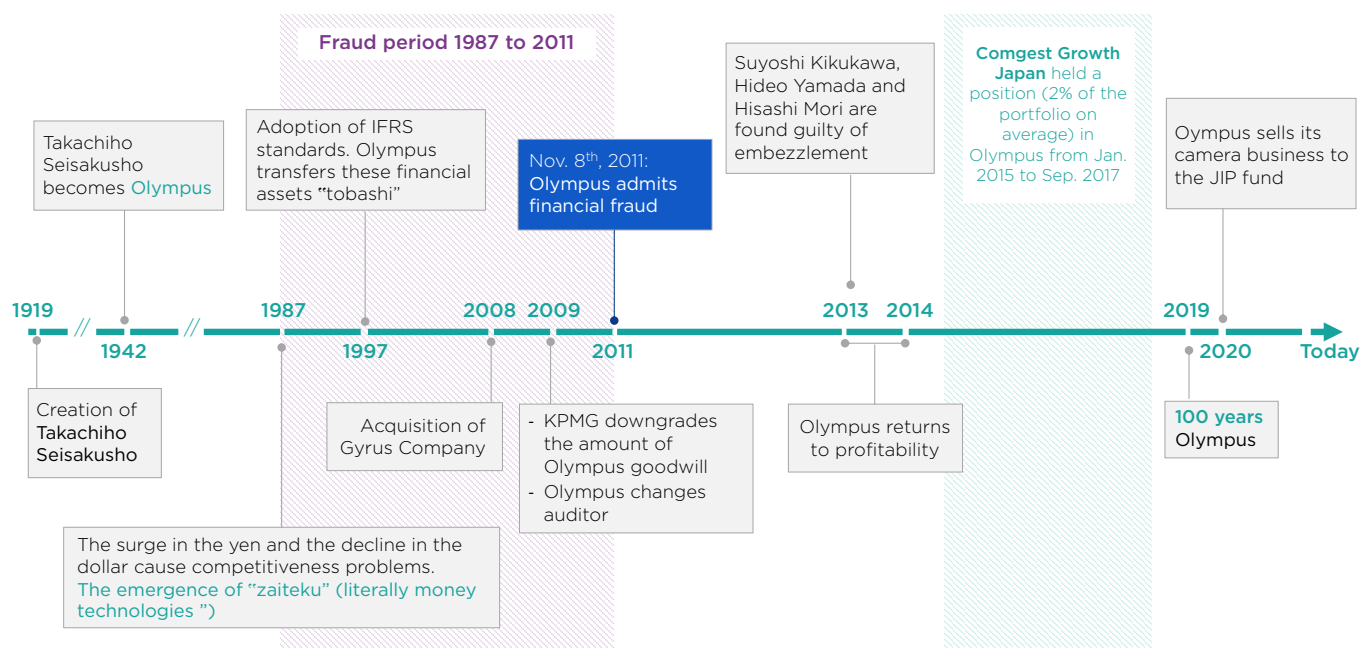 Fraud period 1987 to 2011
Takachiho
Seisakusho
becomes Olympus
Adoption of IFRS
standards. Olympus
transfers these financial
assets “tobashi”
Nov. 8th, 2011:
Olympus admits
financial fraud
Suyoshi Kikukawa,
Hideo Yamada and
Hisashi Mori are
found guilty of
embezzlement
Comgest Growth
Japan held a
position (2% of the
portfolio on
average) in
Olympus from Jan.
2015 to Sep. 2017
Oympus sells its
camera business to
the JIP fund
1919
//
1942
//
1987
1997
2008
2009
2011
2013
2014
2019
2020
Today
Creation of
Takachiho
Seisakusho
The surge in the yen and the decline in the
dollar cause competitiveness problems.
The emergence of “zaiteku” (literally money
technologies ”)
Acquisition of
Gyrus Company
- KPMG downgrades
the amount of
Olympus goodwill
- Olympus changes
auditor
Olympus returns
to profitability
100 years
Olympus